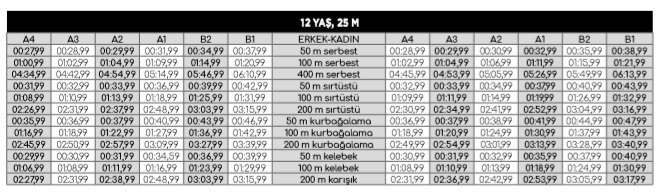 12 YAŞ, 25 M
A4 A3 A2 A1 B2 B1 ERKEK-KADIN A4 A3 A2 A1 B2 B1
00:27,99 00:28,99 00:29,99 00:31,99 00:34,99 00:37,99 50 m serbest 00:28,99 00:29,99 00:30,99 00:32,99 00:35,99 00:38,99
01:00,99 01:02,99 01:04,99 01:09,99 01:14,99 01:20,99 100 m serbest 01:02,99 01:04,99 01:06,99 01:11,99 01:15,99 01:21,99
04:34,99 04:42,99 04:54,99 05:14,99 05:46,99 06:10,99 400 m serbest 04:45,99 04:53,99 05:05,99 05:26,99 05:49,99 06:13,99
00:31,99 00:32,99 00:33,99 00:36,99 00:39,99 00:42,99 50 m sırtüstü 00:32,99 00:33,99 00:34,99 00:37,99 00:40,99 00:43,99
01:08,99 01:10,99 01:13,99 01:18,99 01:25,99 01:31,99 100 m sırtüstü 01:09,99 01:11,99 01:14,99 01:19,99 01:26,99 01:32,99
02:26,99 02:31,99 02:37,99 02:48,99 03:03,99 03:15,99 200 m sırtüstü 02:30,99 02:34,99 02:41,99 02:52,99 03:04,99 03:16,99
00:35,99 00:36,99 00:37,99 00:40,99 00:43,99 00:46,99 50 m kurbağalama 00:36,99 00:37,99 00:38,99 00:41,99 00:44,99 00:47,99
01:16,99 01:18,99 01:22,99 01:27,99 01:36,99 01:42,99 100 m kurbağalama 01:18,99 01:20,99 01:24,99 01:30,99 01:37,99 01:43,99
02:45,99 02:50,99 02:57,99 03:09,99 03:27,99 03:39,99 200 m kurbağalama 02:49,99 02:54,99 03:01,99 03:13,99 03:28,99 03:40,99
00:29,99 00:30,99 00:31,99 00:34,59 00:36,99 00:39,99 50 m kelebek 00:30,99 00:31,99 00:32,99 00:35,99 00:37,99 00:40,99
01:06,99 01:08,99 01:11,99 01:16,99 01:23,99 01:29,99 100 m kelebek 01:08,99 01:10,99 01:13,99 01:18,99 01:24,99 01:30,99
02:27,99 02:31,99 02:38,99 02:48,99 03:03,99 03:15,99 200 m karışık 02:31,99 02:36,99 02:42,99 02:53,99 03:05,99 03:17,99